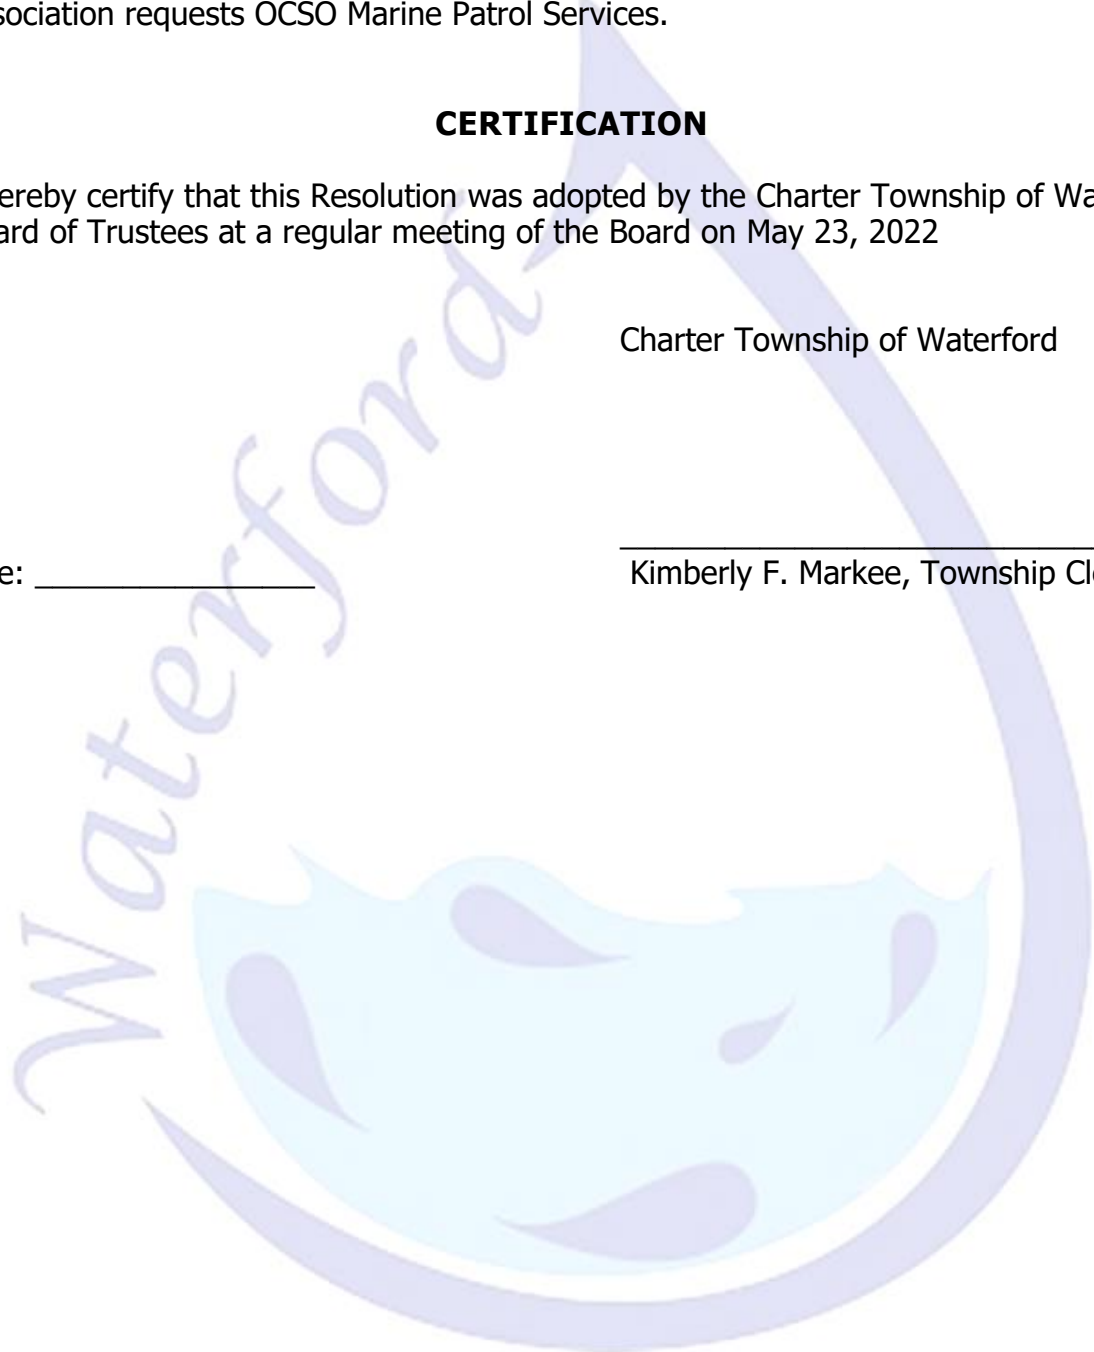 sociation requests OCSO Marine Patrol Services.
CERTIFICATION
ereby certify that this Resolution was adopted by the Charter Township of Wa
ard of Trustees at a regular meeting of the Board on May 23, 2022
Charter Township of Waterford
e: ________________
Kimberly F. Markee, Township Cl
Waterford